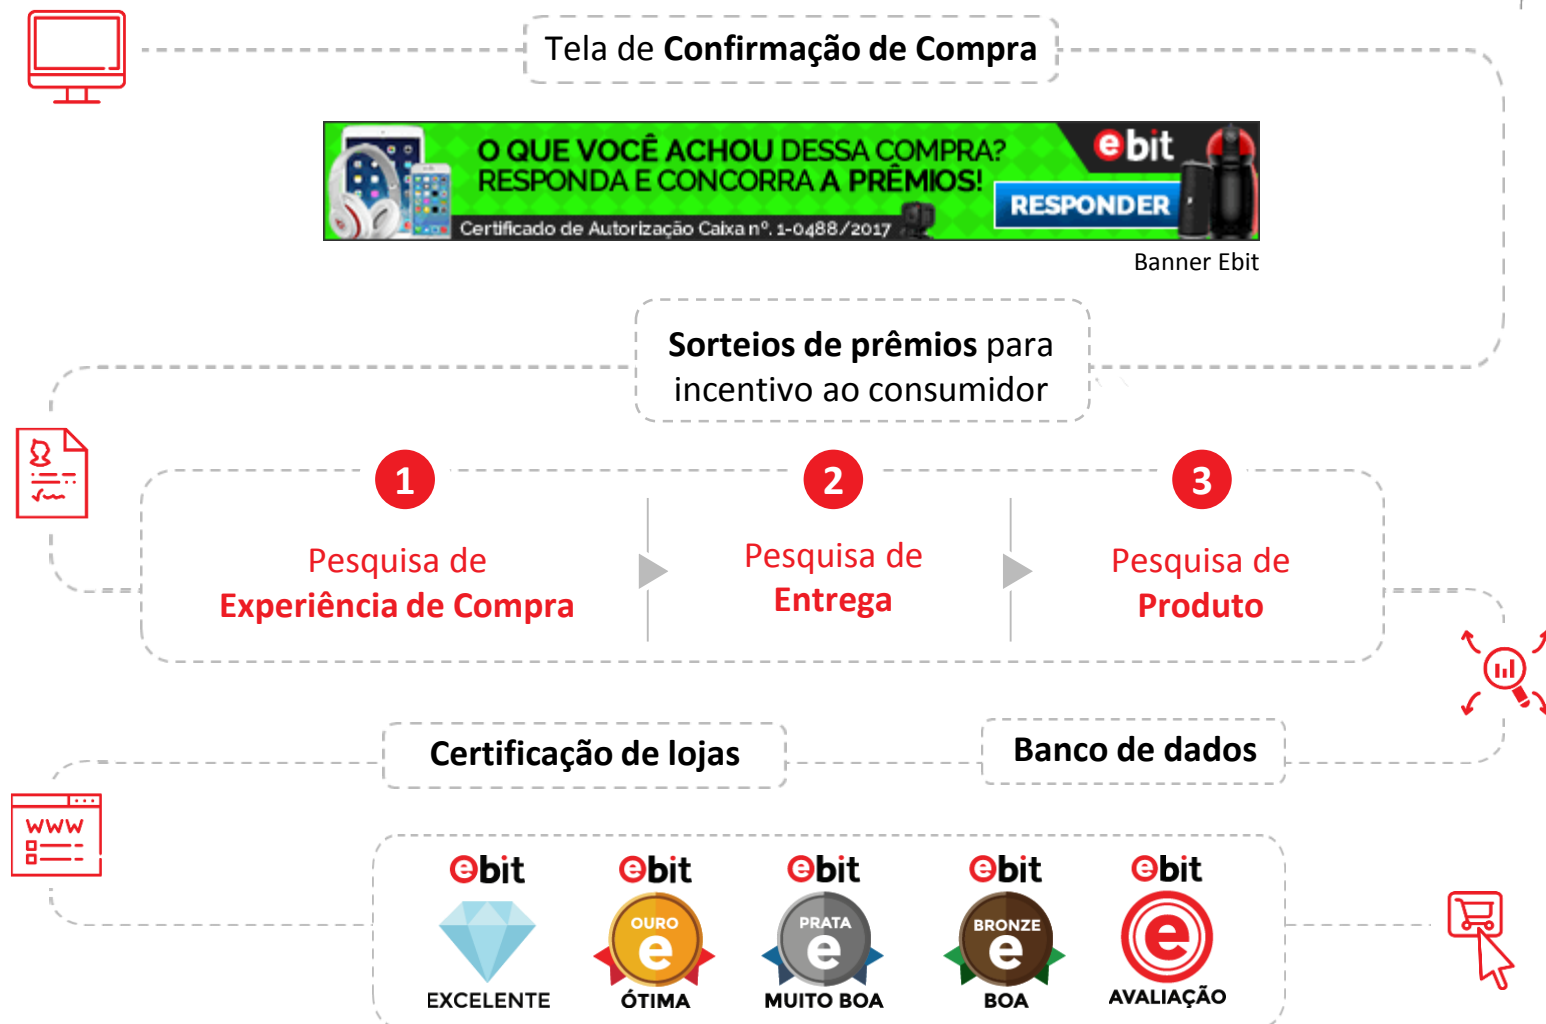 Tela de Confirmação de Compra
O QUE VOCÊ ACHOU DESSA COMPRA?
RESPONDA E CONCORRA A PRÊMIOS!
ebit
RESPONDER
Certificado de Autorização Caixa nº. 1-0488/2017
Banner Ebit
Sorteios de prêmios para
incentivo ao consumidor
1
2
3
Pesquisa de
Experiência de Compra
Pesquisa de
Entrega
Pesquisa de
Produto
Certificação de lojas
Banco de dados
WWW
ebit
EXCELENTE
ebit
OURO
e
ÓTIMA
ebit
PRATA
e
MUITO BOA
ebit
BRONZE
e
BOA
ebit
e
AVALIAÇÃO